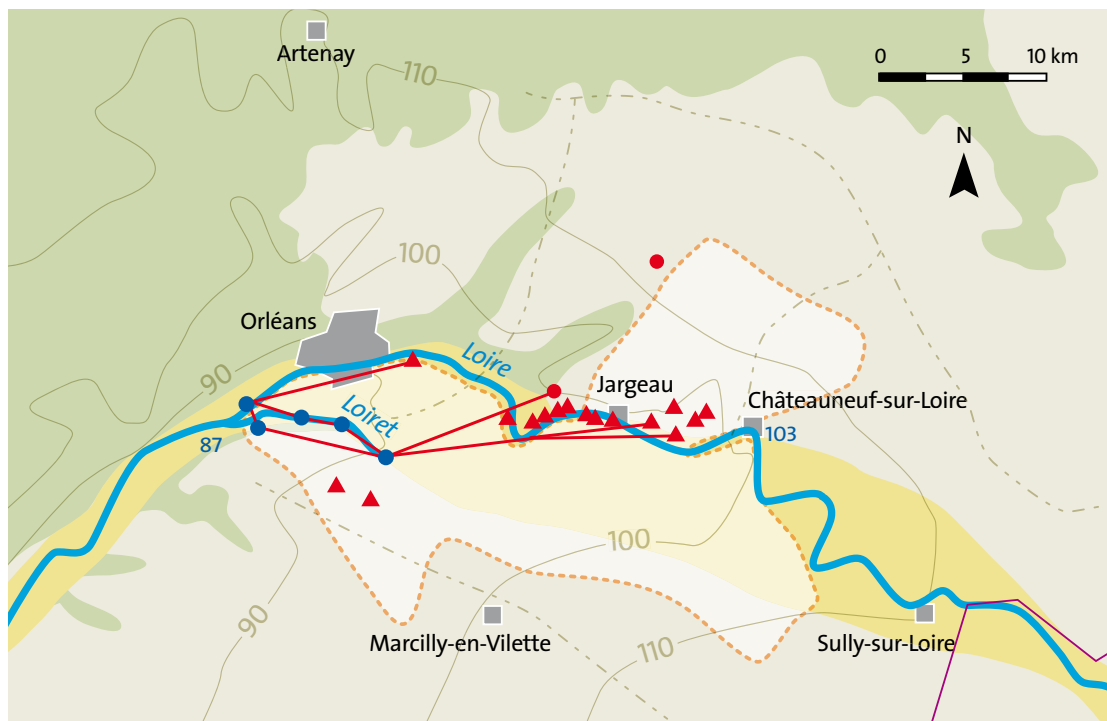 Artenay
110
0 5 10 km
N
100
Orléans
Loire
90
Jargeau
Châteauneuf-sur-Loire
Loiret
87
103
100
90
Marcilly-en-Vilette
110
Sully-sur-Loire